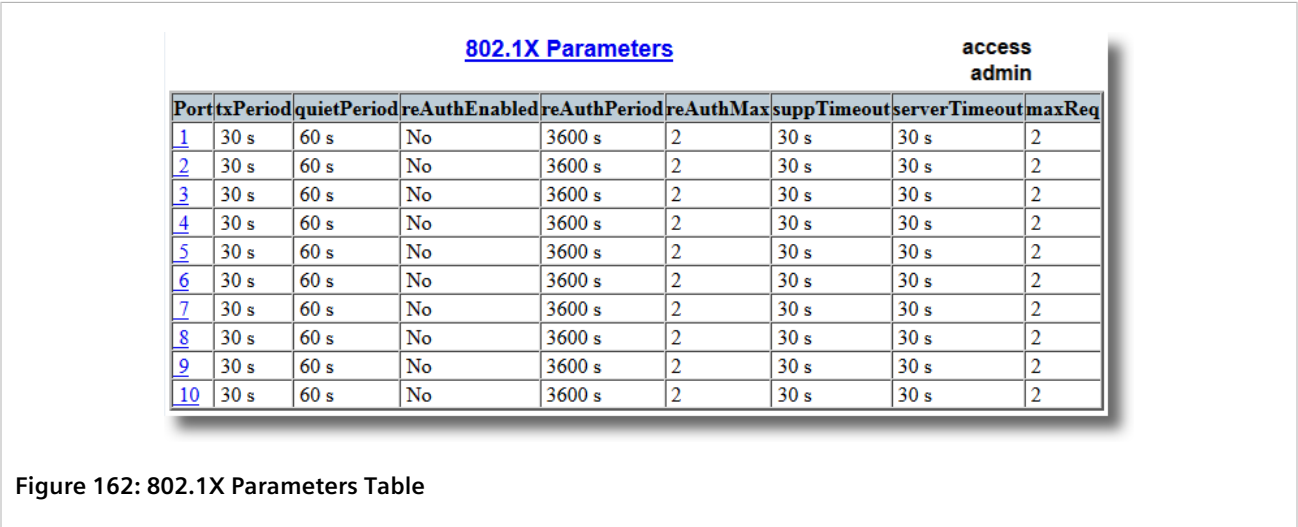 802.1X Parameters
access
admin
Port txPeriod quietPeriod reAuthEnabled reAuthPeriod reAuthMax suppTimeout serverTimeout maxReq
1 30 s 60 s No 3600 s 2 30 s 30 s 2
2 30 s 60 s No 3600 s 2 30 s 30 s 2
3 30 s 60 s No 3600 s 2 30 s 30 s 2
4 30 s 60 s No 3600 s 2 30 s 30 s 2
5 30 s 60 s No 3600 s 2 30 s 30 s 2
6 30 s 60 s No 3600 s 2 30 s 30 s 2
7 30 s 60 s No 3600 s 2 30 s 30 s 2
8 30 s 60 s No 3600 s 2 30 s 30 s 2
9 30 s 60 s No 3600 s 2 30 s 30 s 2
10 30 s 60 s No 3600 s 2 30 s 30 s 2
Figure 162: 802.1X Parameters Table